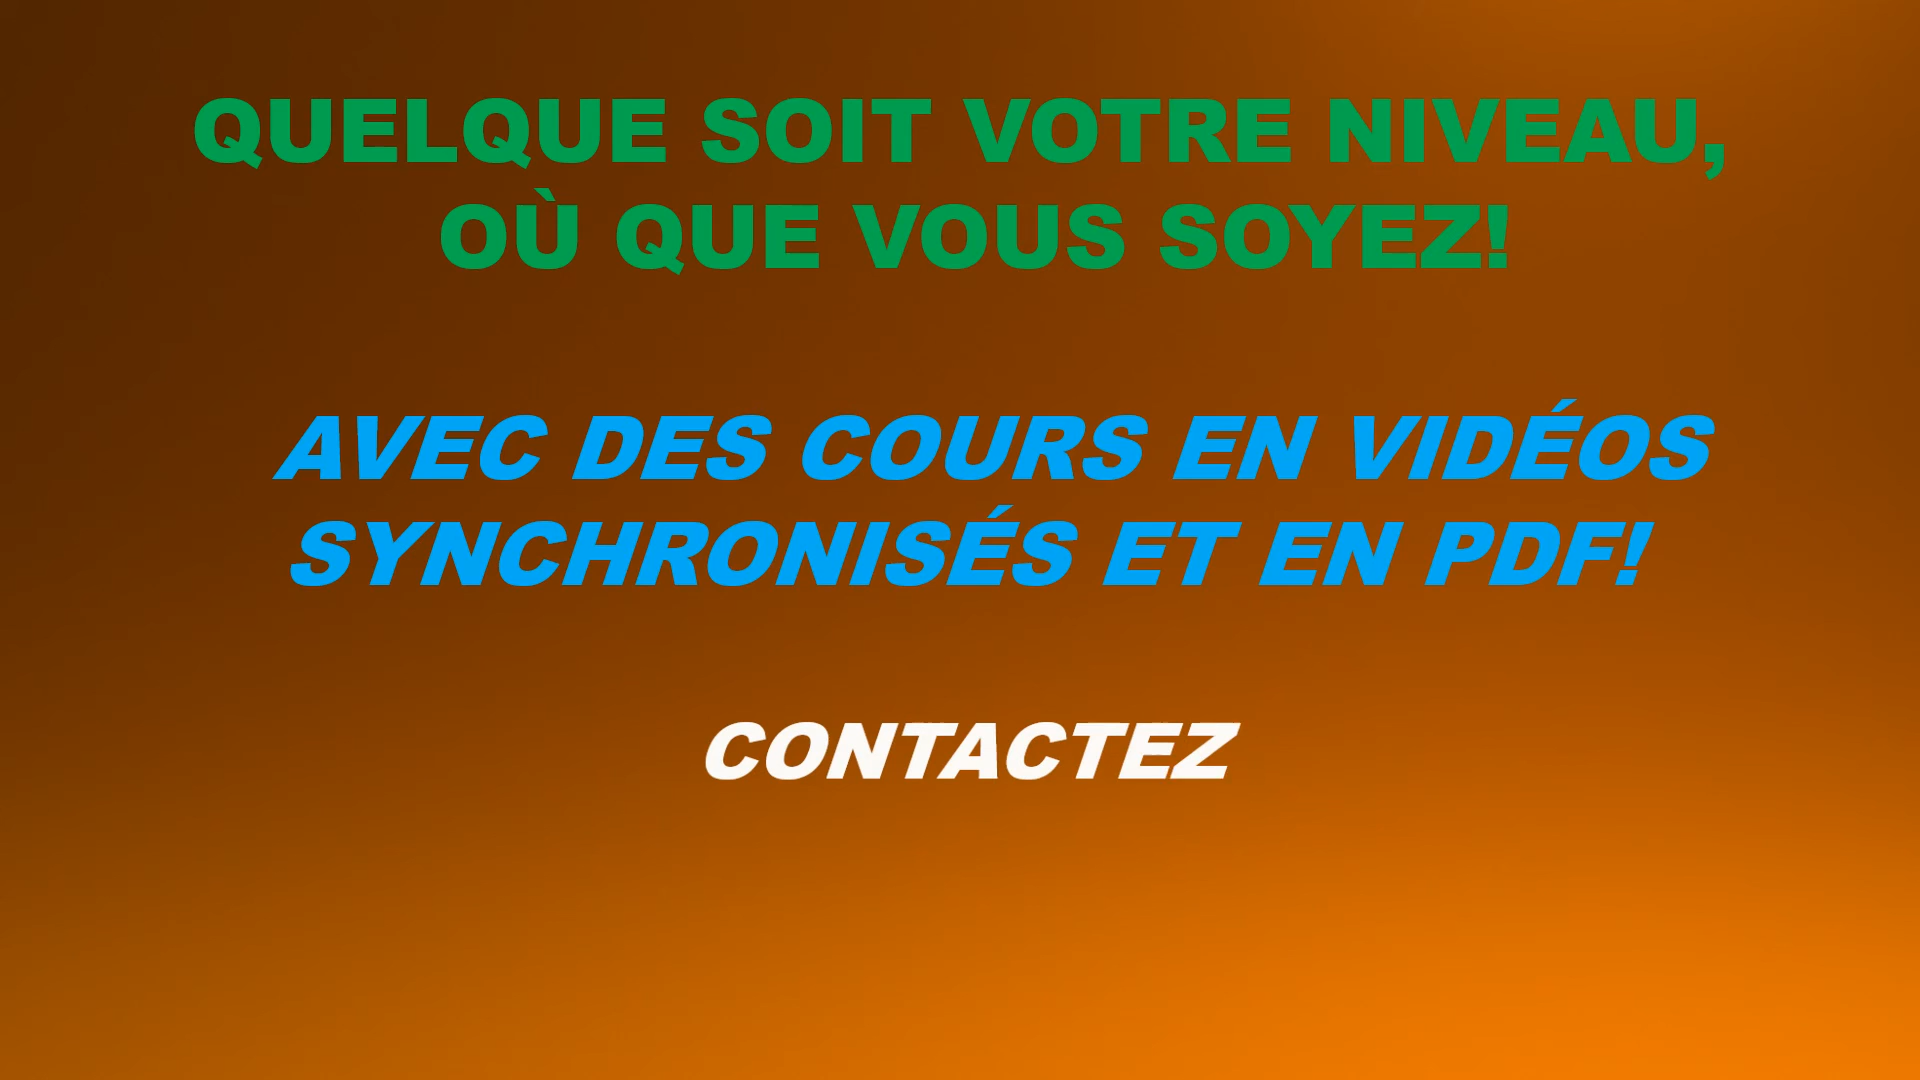 QUELQUE SOIT VOTRE NIVEAU,
OÙ QUE VOUS SOYEZ!
AVEC DES COURS EN VIDÉOS
SYNCHRONISÉS ET EN PDF!
CONTACTEZ